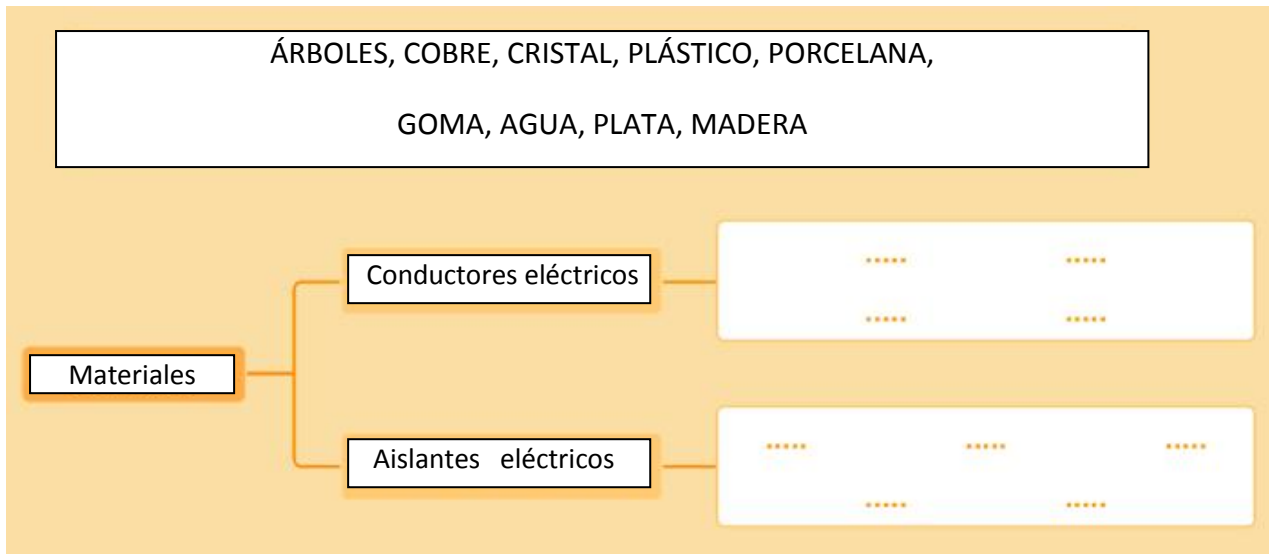 ÁRBOLES, COBRE, CRISTAL, PLÁSTICO, PORCELANA,
GOMA, AGUA, PLATA, MADERA
Conductores eléctricos
.....
.....
.....
.....
Materiales
Aislantes eléctricos
.....
.....
.....
.....
.....